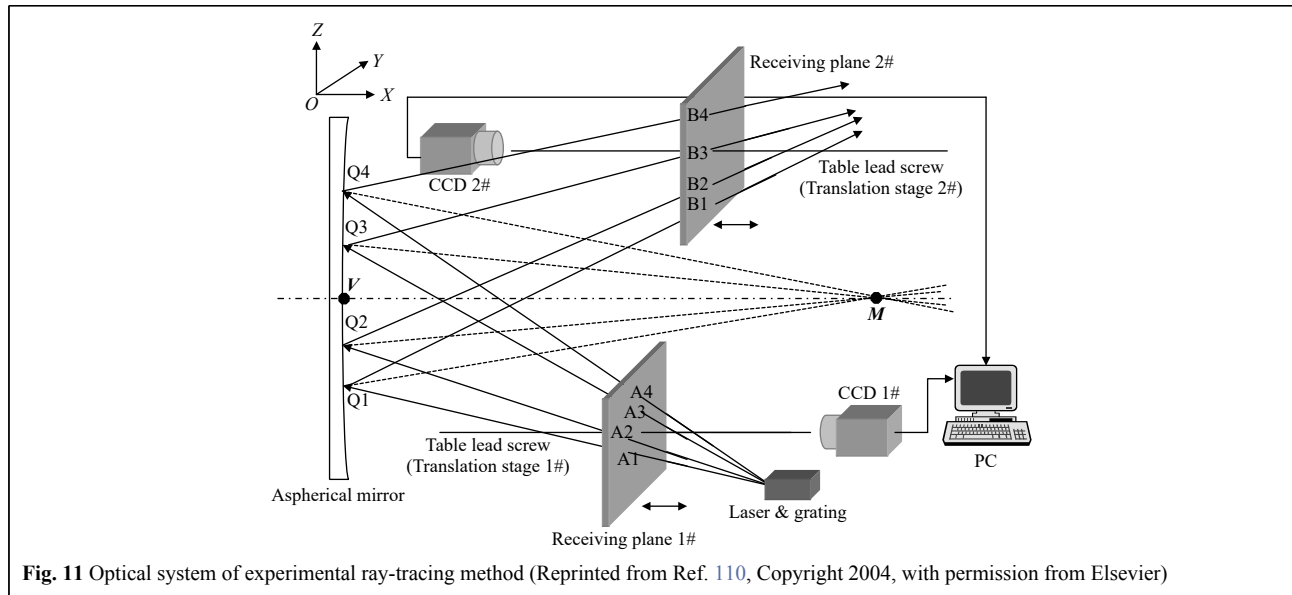 Z
Y
O
X
Receiving plane 2#
B4
Q4
CCD 2#
B3
Table lead screw
(Translation stage 2#)
B2
B1
Q3
V
M
Q2
Q1
A4
A3
A2
A1
CCD 1#
Table lead screw
(Translation stage 1#)
PC
Aspherical mirror
Laser & grating
Receiving plane 1#
Fig. 11 Optical system of experimental ray-tracing method (Reprinted from Ref. 110, Copyright 2004, with permission from Elsevier)